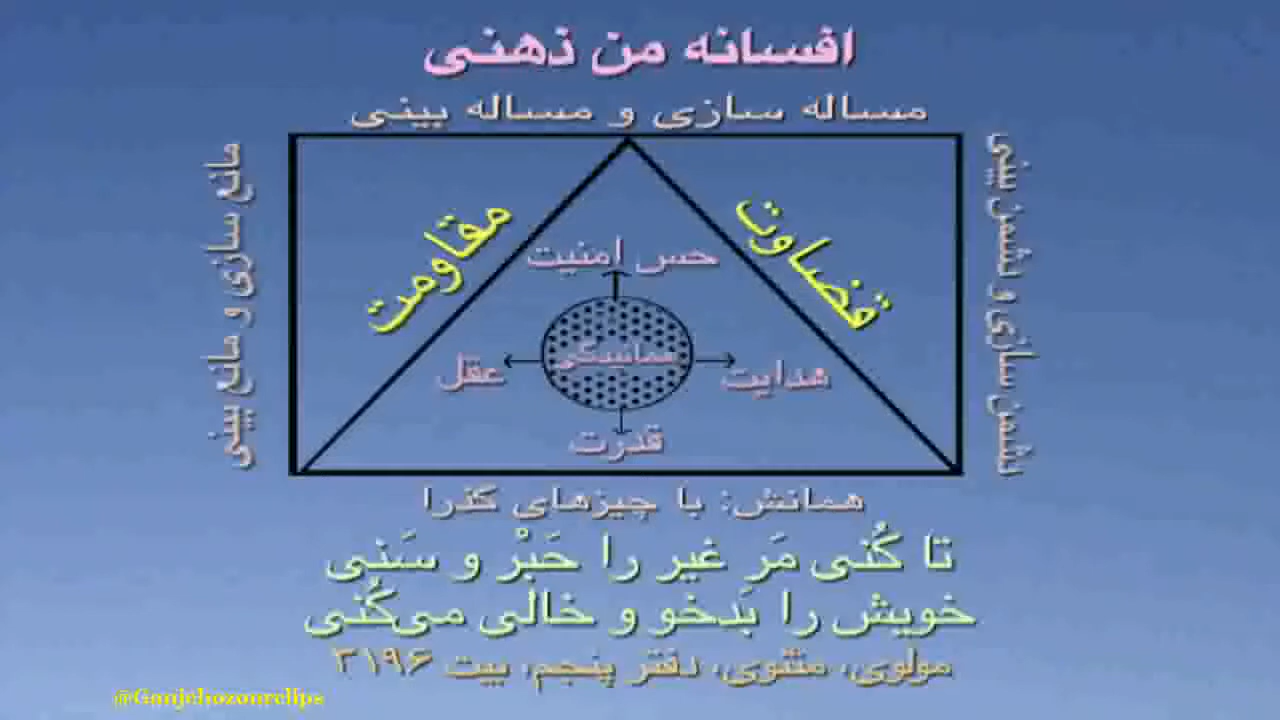 افسانه من ذهنی
مساله سازی و مساله بینی
مانع سازی و مانع بینی
دشمن سازی و دشمن بینی
مقاومت
قضاوت
حس امنیت
همانیدگی
عقل
هدایت
قدرت
همانش: با چیزهای گذرا
تا کُنی مَر غیر را حَبْر و سَنی
خویش را بَدخو و خالی می‌کُنی
مولوی، مثنوی، دفتر پنجم، بیت ۳۱۹۶
@Ganjehozourclips